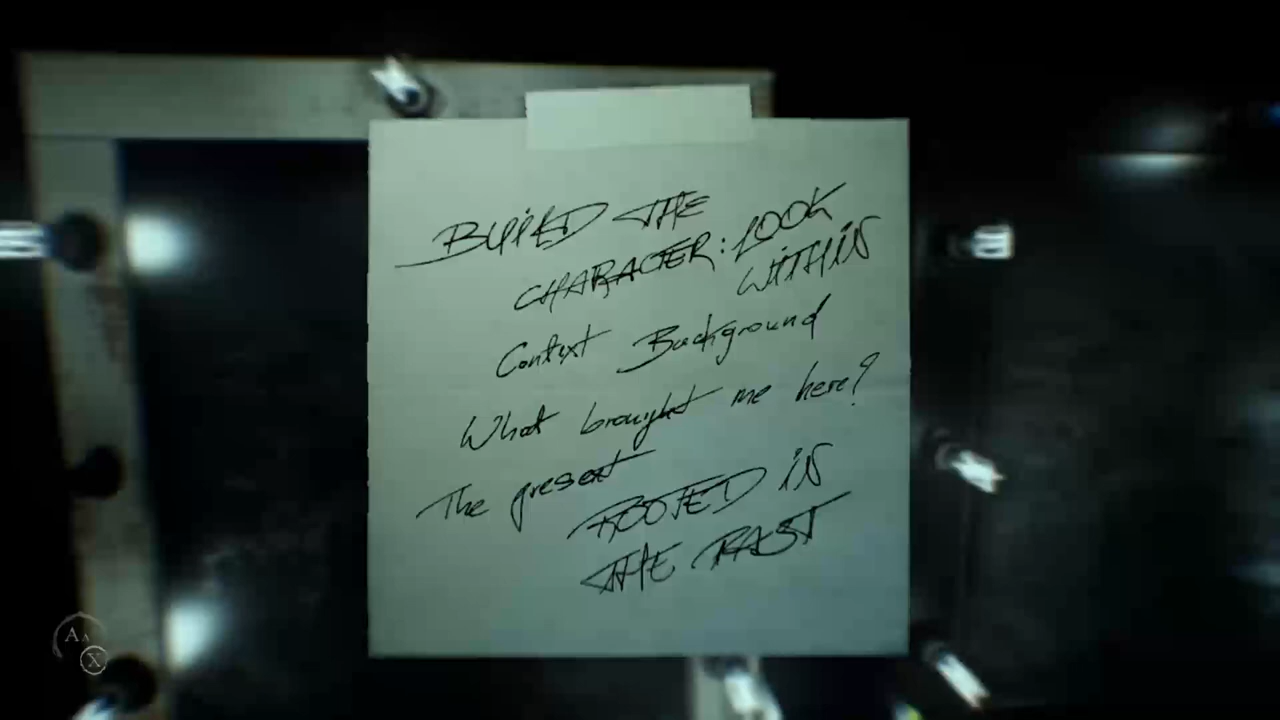 BUILD THE
CHARACTER: LOOK
WITHIN
Context Background
What brought me here?
The present
ROOTED IN
THE PAST
A A
X